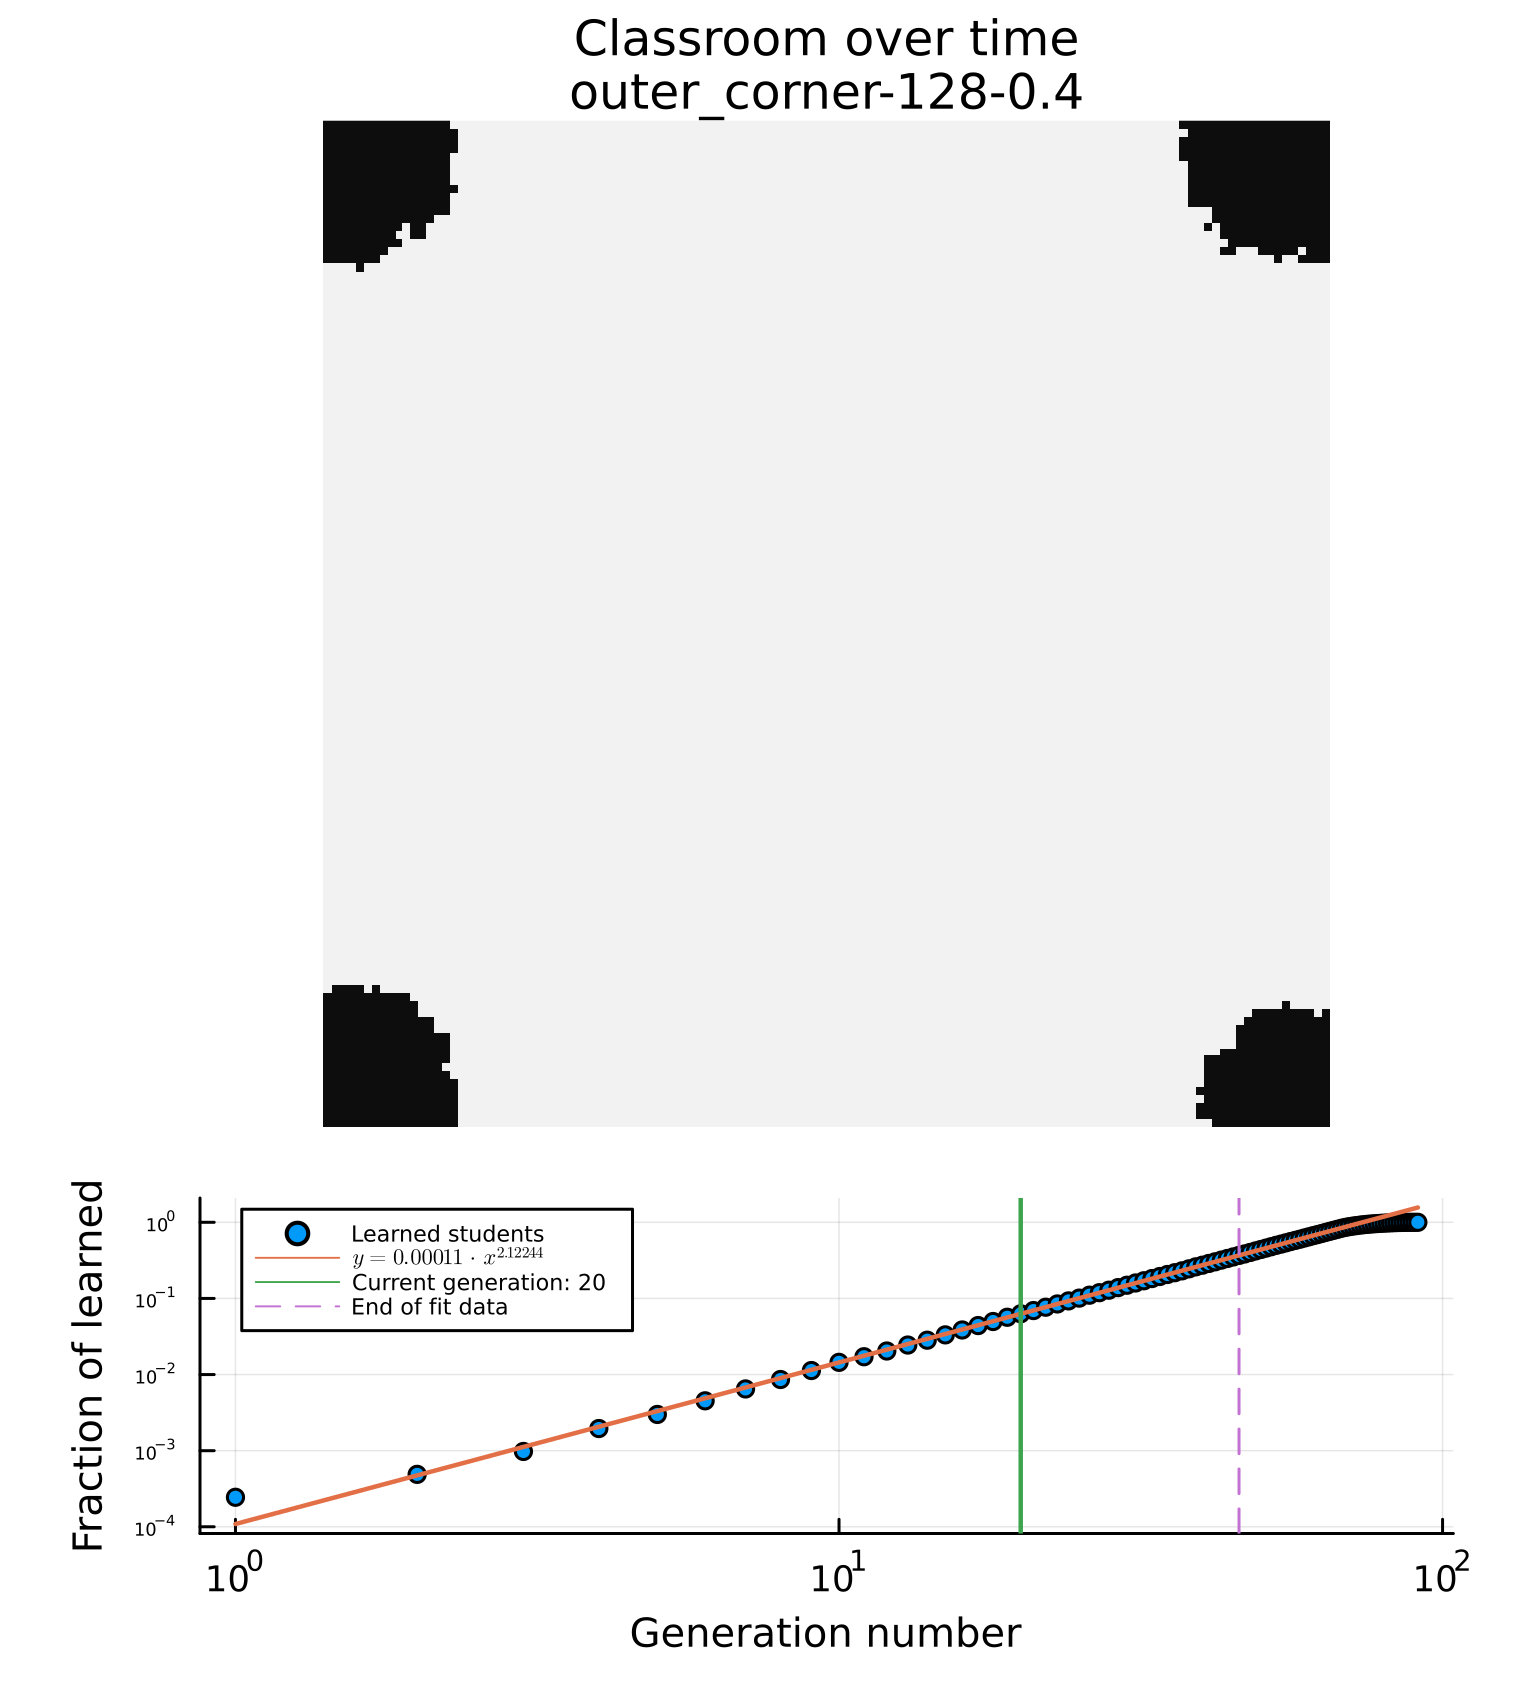 Classroom over time
outer_corner-128-0.4
Fraction of learned
10^0
10^-1
10^-2
10^-3
10^-4
Learned students
y = 0.00011 · x^2.12244
Current generation: 20
End of fit data
10^0 10^1 10^2
Generation number